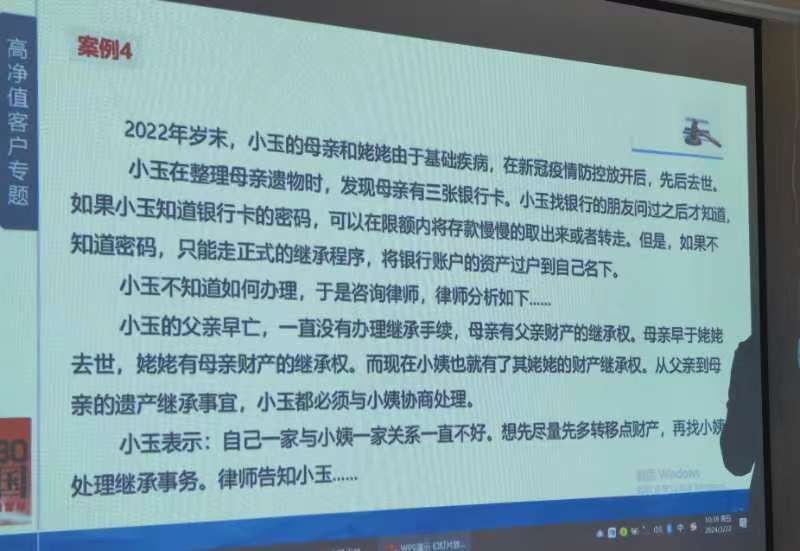 高净值客户专题
案例4
2022年岁末，小玉的母亲和姥姥由于基础疾病，在新冠疫情防控放开后，先后去世。
小玉在整理母亲遗物时，发现母亲有三张银行卡。小玉找银行的朋友问过之后才知道，
如果小玉知道银行卡的密码，可以在限额内将存款慢慢的取出来或者转走。但是，如果不
知道密码，只能走正式的继承程序，将银行账户的资产过户到自己名下。
小玉不知道如何办理，于是咨询律师，律师分析如下……
小玉的父亲早亡，一直没有办理继承手续，母亲有父亲财产的继承权。母亲早于姥姥
去世，姥姥有母亲财产的继承权。而现在小姨也就有了其姥姥的财产继承权。从父亲到母
亲的遗产继承事宜，小玉都必须与小姨协商处理。
小玉表示：自己一家与小姨一家关系一直不好。想先尽量先多转移点财产，再找小姨
处理继承事务。律师告知小玉……
激活 Windows
国
中
2024/3/22